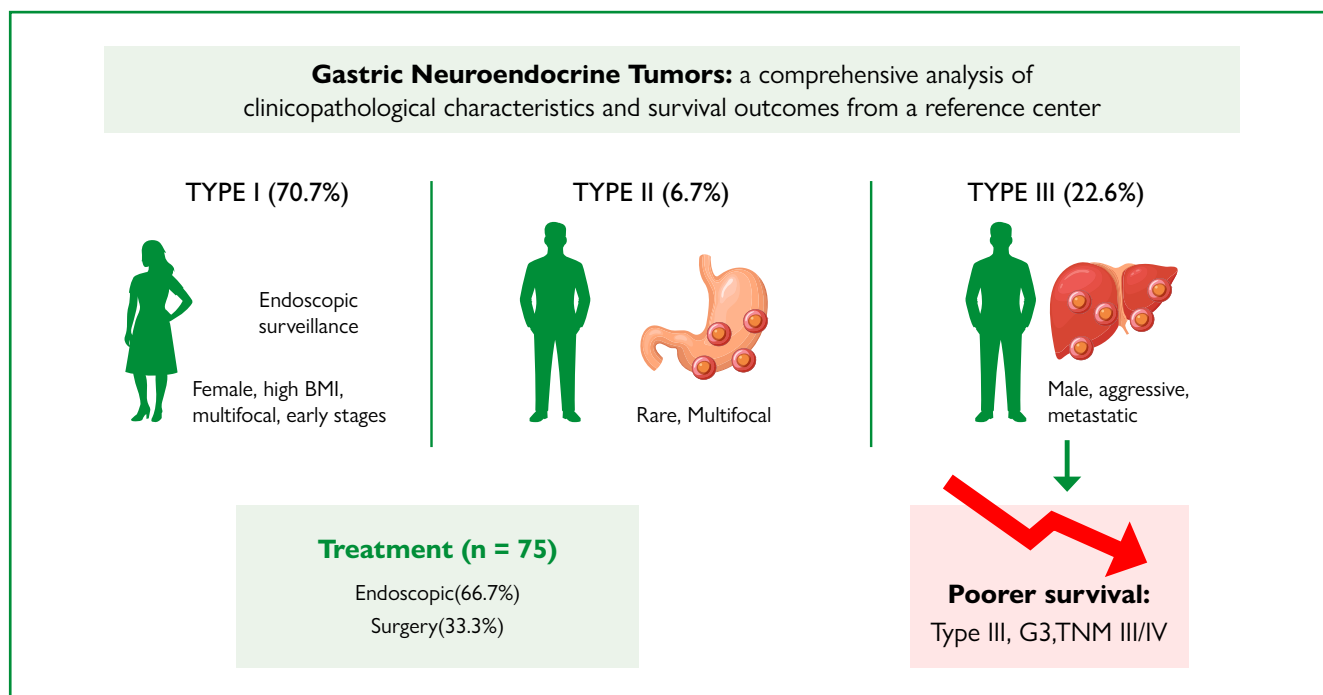 Gastric Neuroendocrine Tumors: a comprehensive analysis of
clinicopathological characteristics and survival outcomes from a reference center
TYPE I (70.7%)
Endoscopic
surveillance
Female, high BMI,
multifocal, early stages
TYPE II (6.7%)
Rare, Multifocal
TYPE III (22.6%)
Male, aggressive,
metastatic
Treatment (n = 75)
Endoscopic(66.7%)
Surgery(33.3%)
Poorer survival:
Type III, G3,TNM III/IV